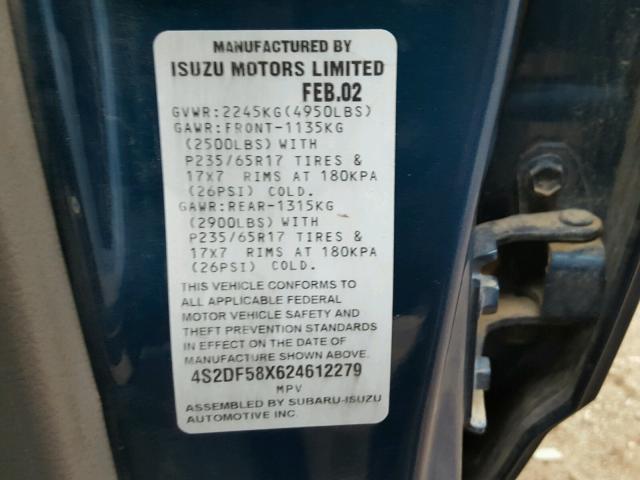 MANUFACTURED BY
ISUZU MOTORS LIMITED
FEB.02
GVWR:2245KG(4950LBS)
GAWR:FRONT-1135KG
(2500LBS) WITH
P235/65R17 TIRES &
17X7 RIMS AT 180KPA
(26PSI) COLD.
GAWR:REAR-1315KG
(2900LBS) WITH
P235/65R17 TIRES &
17X7 RIMS AT 180KPA
(26PSI) COLD.
THIS VEHICLE CONFORMS TO
ALL APPLICABLE FEDERAL
MOTOR VEHICLE SAFETY AND
THEFT PREVENTION STANDARDS
IN EFFECT ON THE DATE OF
MANUFACTURE SHOWN ABOVE.
4S2DF58X624612279
MPV
ASSEMBLED BY SUBARU-ISUZU
AUTOMOTIVE INC.